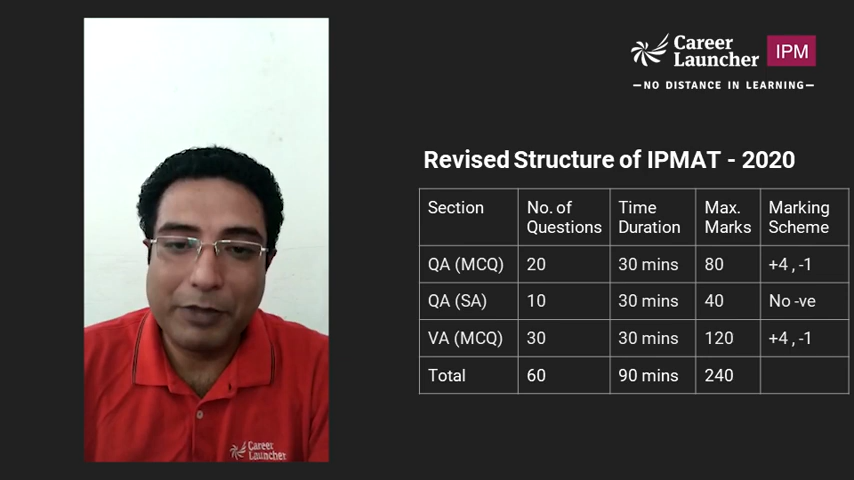 Career
Launcher IPM
—NO DISTANCE IN LEARNING—
Revised Structure of IPMAT - 2020
Section No. of Questions Time Duration Max. Marks Marking Scheme
QA (MCQ) 20 30 mins 80 +4 , -1
QA (SA) 10 30 mins 40 No -ve
VA (MCQ) 30 30 mins 120 +4 , -1
Total 60 90 mins 240
Career
Launcher